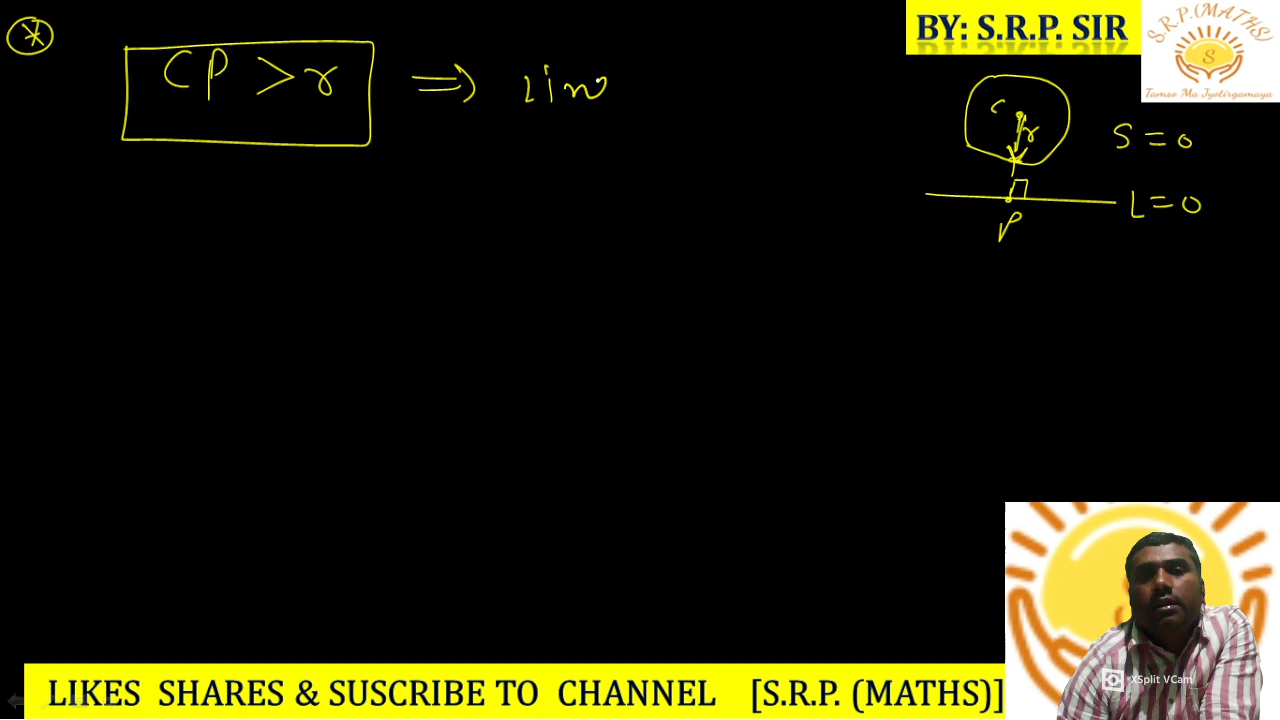 *
CP > r ⇒ Lin
BY: S.R.P. SIR
S.R.P.(MATHS)
S
Tamso Ma Jyotirgamaya
C
r
S = 0
L = 0
P
XSplit VCam
LIKES SHARES & SUSCRIBE TO CHANNEL [S.R.P. (MATHS)]